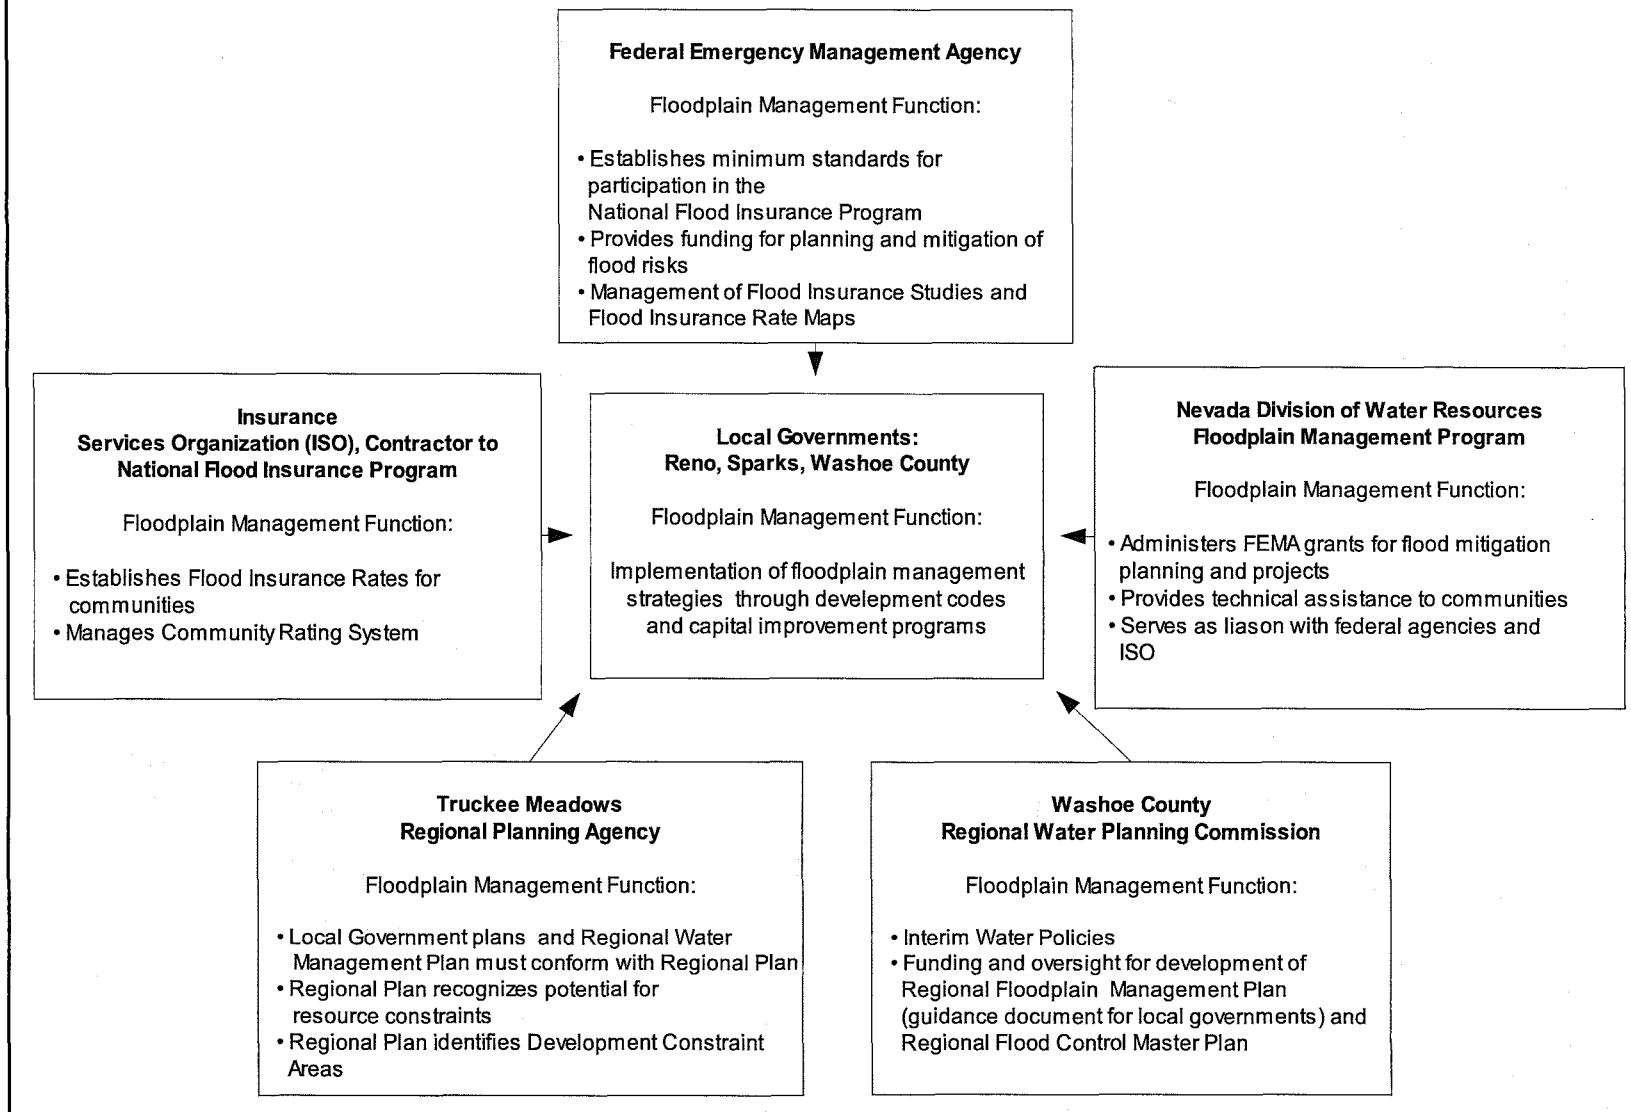 Federal Emergency Management Agency
Floodplain Management Function:
• Establishes minimum standards for
participation in the
National Flood Insurance Program
• Provides funding for planning and mitigation of
flood risks
• Management of Flood Insurance Studies and
Flood Insurance Rate Maps
Insurance
Services Organization (ISO), Contractor to
National Flood Insurance Program
Floodplain Management Function:
• Establishes Flood Insurance Rates for
communities
• Manages Community Rating System
Local Governments:
Reno, Sparks, Washoe County
Floodplain Management Function:
Implementation of floodplain management
strategies through develepment codes
and capital improvement programs
Nevada Division of Water Resources
Floodplain Management Program
Floodplain Management Function:
• Administers FEMA grants for flood mitigation
planning and projects
• Provides technical assistance to communities
• Serves as liason with federal agencies and
ISO
Truckee Meadows
Regional Planning Agency
Floodplain Management Function:
• Local Government plans and Regional Water
Management Plan must conform with Regional Plan
• Regional Plan recognizes potential for
resource constraints
• Regional Plan identifies Development Constraint
Areas
Washoe County
Regional Water Planning Commission
Floodplain Management Function:
• Interim Water Policies
• Funding and oversight for development of
Regional Floodplain Management Plan
(guidance document for local governments) and
Regional Flood Control Master Plan